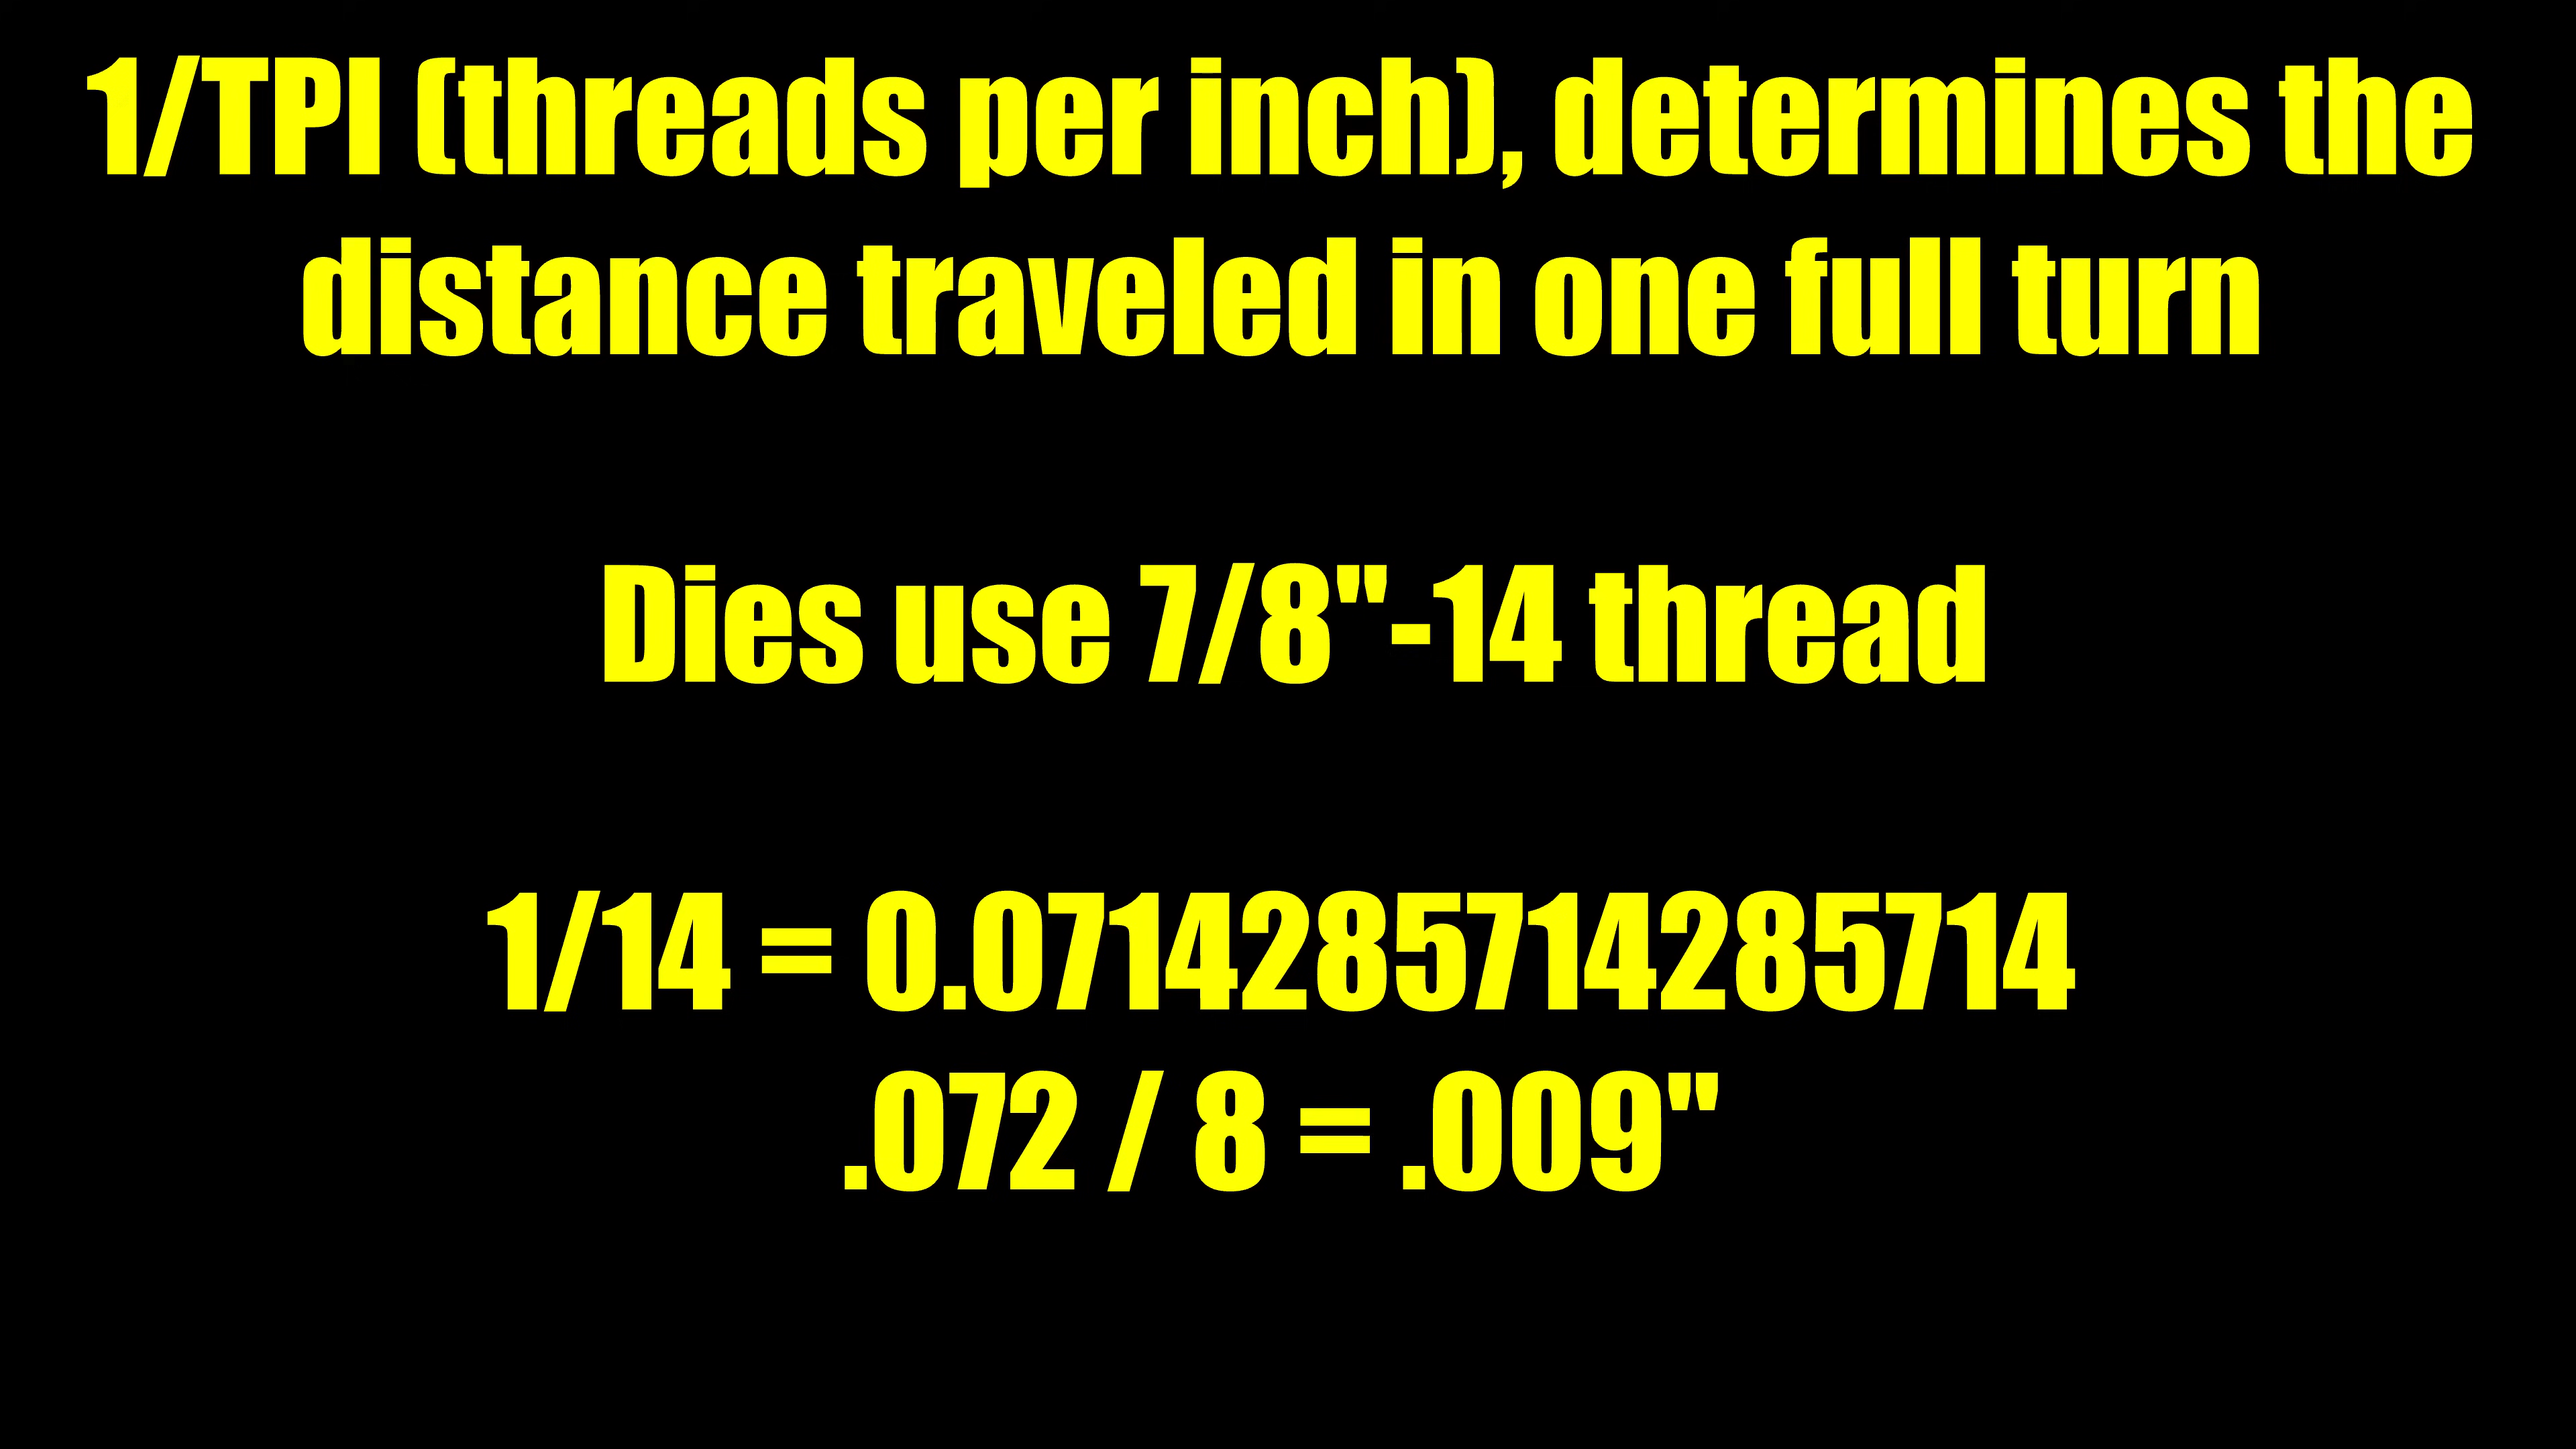 1/TPI (threads per inch), determines the
distance traveled in one full turn
Dies use 7/8"-14 thread
1/14 = 0.0714285714285714
.072 / 8 = .009"